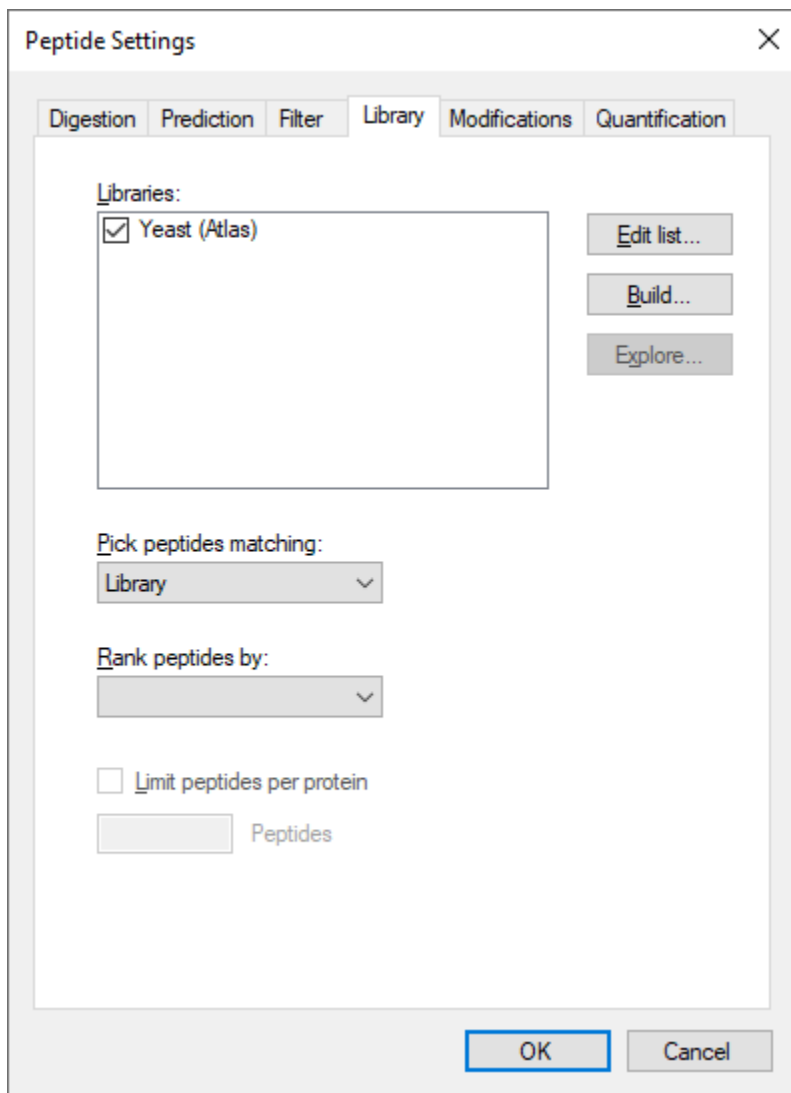 Peptide Settings
Digestion Prediction Filter Library Modifications Quantification
Libraries:
Yeast (Atlas)
Edit list...
Build...
Explore...
Pick peptides matching:
Library
Rank peptides by:
Limit peptides per protein
Peptides
OK Cancel